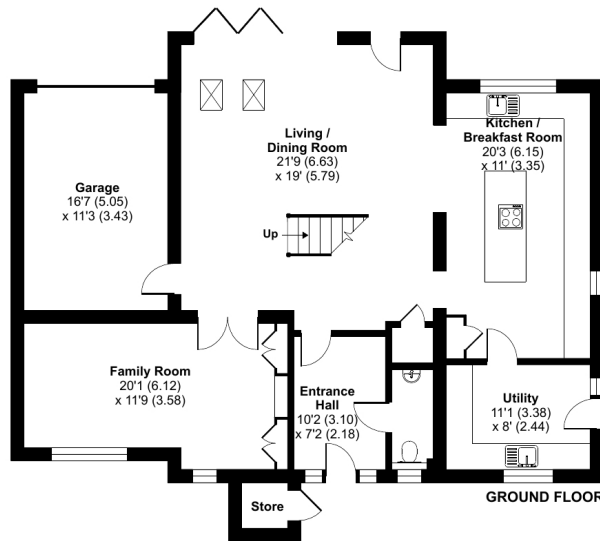 Living /
Dining Room
21'9 (6.63)
x 19' (5.79)
Kitchen /
Breakfast Room
20'3 (6.15)
x 11' (3.35)
Garage
16'7 (5.05)
x 11'3 (3.43)
Up
Family Room
20'1 (6.12)
x 11'9 (3.58)
Entrance
Hall
10'2 (3.10)
x 7'2 (2.18)
Utility
11'1 (3.38)
x 8' (2.44)
Store
GROUND FLOOR